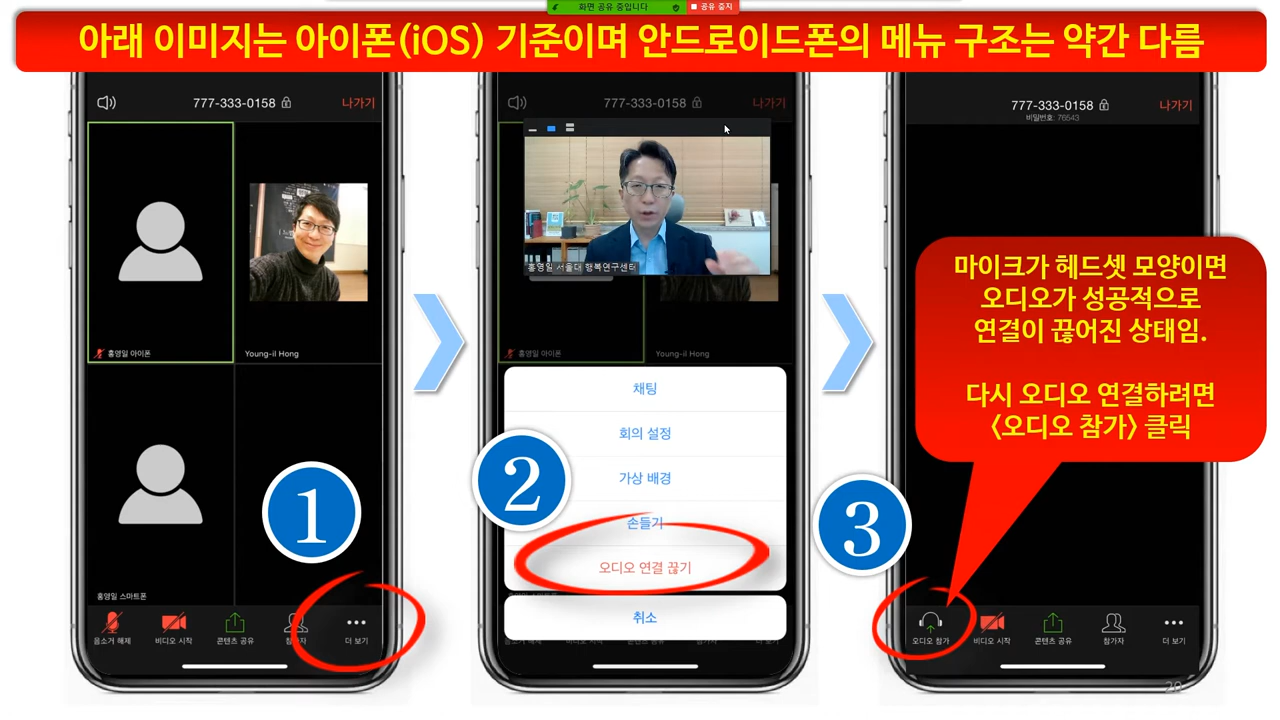 화면 공유 중입니다
공유 중지
아래 이미지는 아이폰(iOS) 기준이며 안드로이드폰의 메뉴 구조는 약간 다름
777-333-0158
나가기
홍영일 아이폰
Young-il Hong
홍영일 스마트폰
1
음소거 해제
비디오 시작
콘텐츠 공유
참가자
더 보기
777-333-0158
나가기
홍영일 서울대 행복연구센터
홍영일 아이폰
Young-il Hong
채팅
회의 설정
가상 배경
손들기
오디오 연결 끊기
취소
2
777-333-0158
비밀번호: 76543
나가기
마이크가 헤드셋 모양이면
오디오가 성공적으로
연결이 끊어진 상태임.
다시 오디오 연결하려면
<오디오 참가> 클릭
3
오디오 참가
비디오 시작
콘텐츠 공유
참가자
더 보기
20